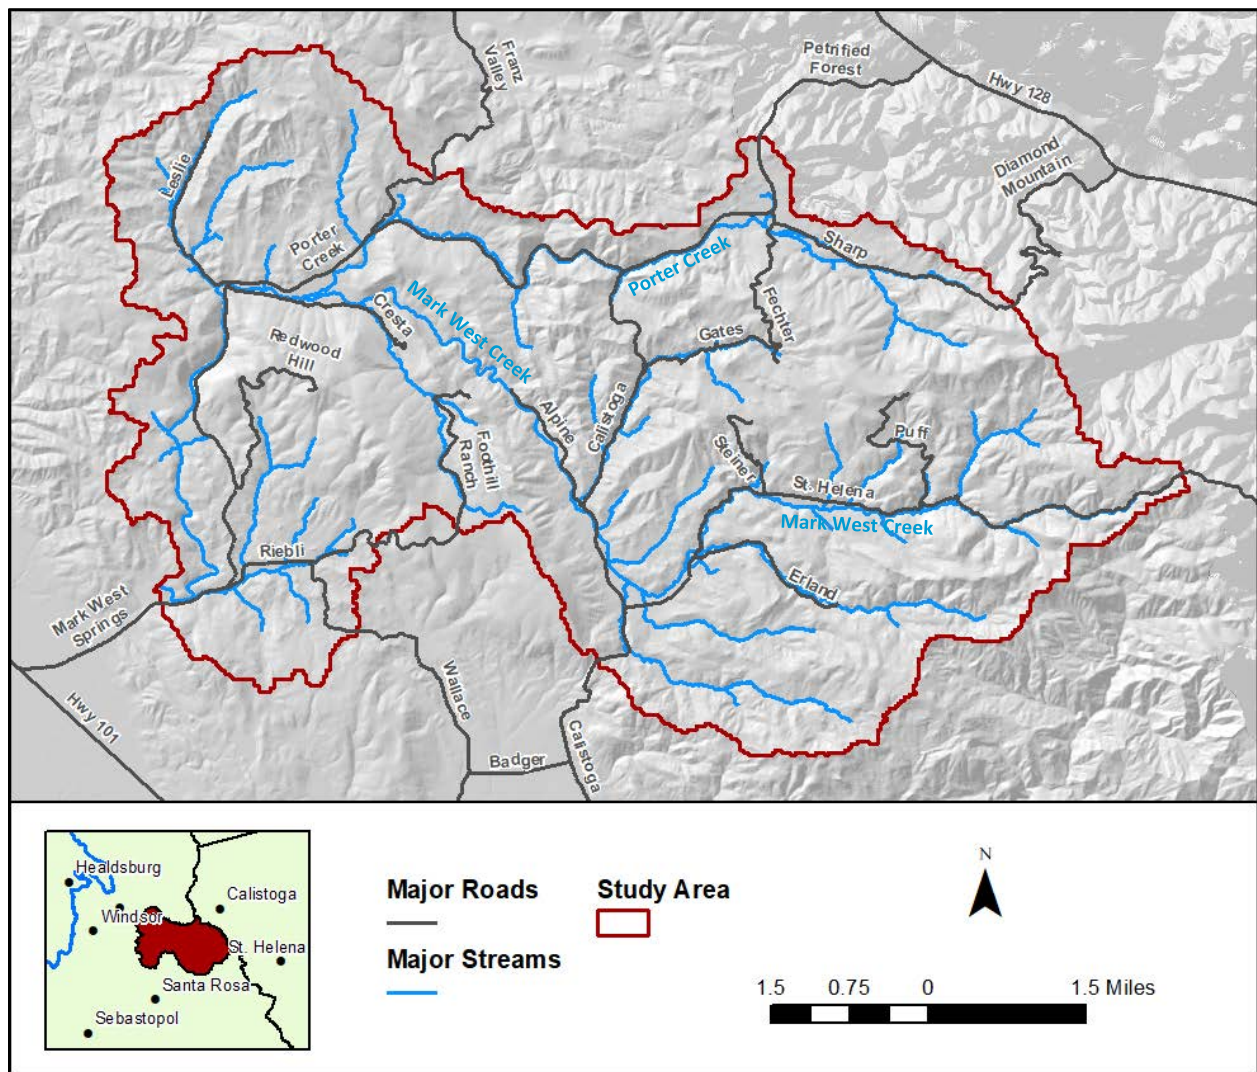 Franz
Valley
Petrified
Forest
Hwy 128
Diamond
Mountain
Leslie
Porter
Creek
Sharp
Porter Creek
Mark West Creek
Cresta
Fechter
Gates
Redwood
Hill
Alpine
Calistoga
Foothill
Ranch
Steiner
Puff
St. Helena
Mark West Creek
Riebli
Erland
Mark West
Springs
Hwy 101
Wallace
Badger
Calistoga
Healdsburg
Windsor
Calistoga
St. Helena
Santa Rosa
Sebastopol
Major Roads
Study Area
Major Streams
N
1.5 0.75 0 1.5 Miles